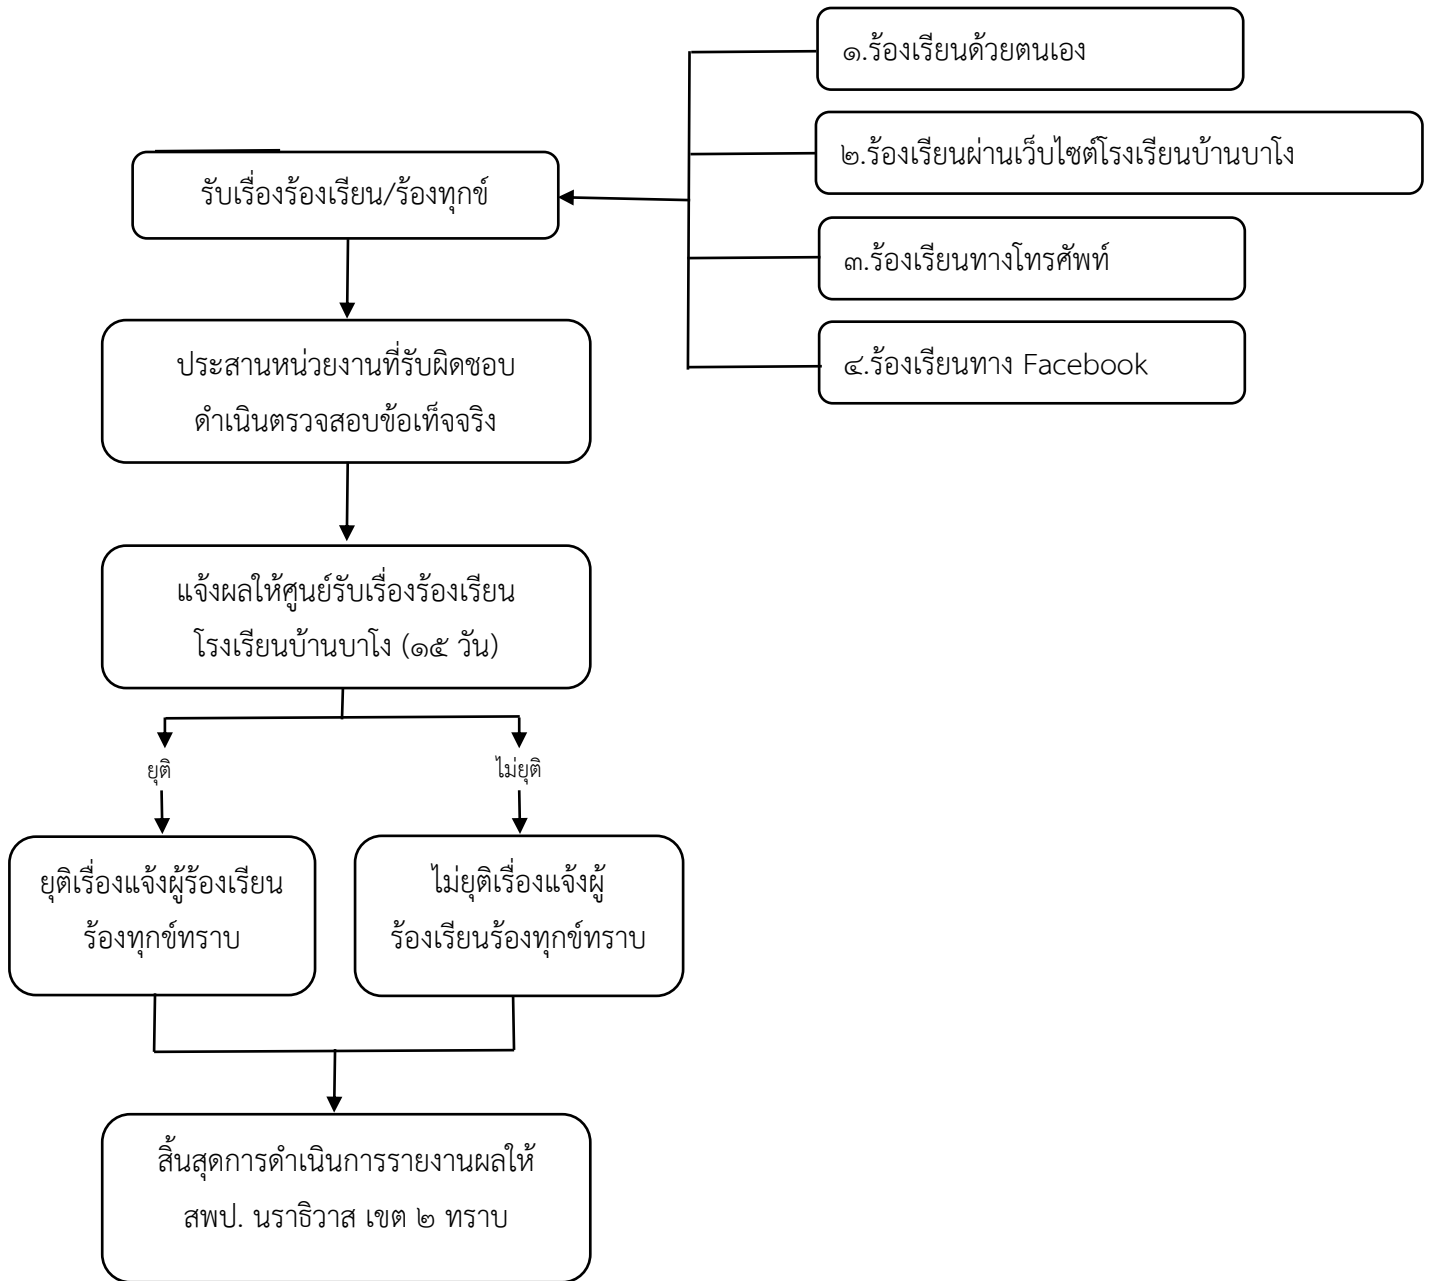 ๑.ร้องเรียนด้วยตนเอง
๒.ร้องเรียนผ่านเว็บไซต์โรงเรียนบ้านบาโง
รับเรื่องร้องเรียน/ร้องทุกข์
๓.ร้องเรียนทางโทรศัพท์
๔.ร้องเรียนทาง Facebook
ประสานหน่วยงานที่รับผิดชอบ
ดำเนินตรวจสอบข้อเท็จจริง
แจ้งผลให้ศูนย์รับเรื่องร้องเรียน
โรงเรียนบ้านบาโง (๑๕ วัน)
ยุติ
ไม่ยุติ
ยุติเรื่องแจ้งผู้ร้องเรียน
ร้องทุกข์ทราบ
ไม่ยุติเรื่องแจ้งผู้
ร้องเรียนร้องทุกข์ทราบ
สิ้นสุดการดำเนินการรายงานผลให้
สพป. นราธิวาส เขต ๒ ทราบ